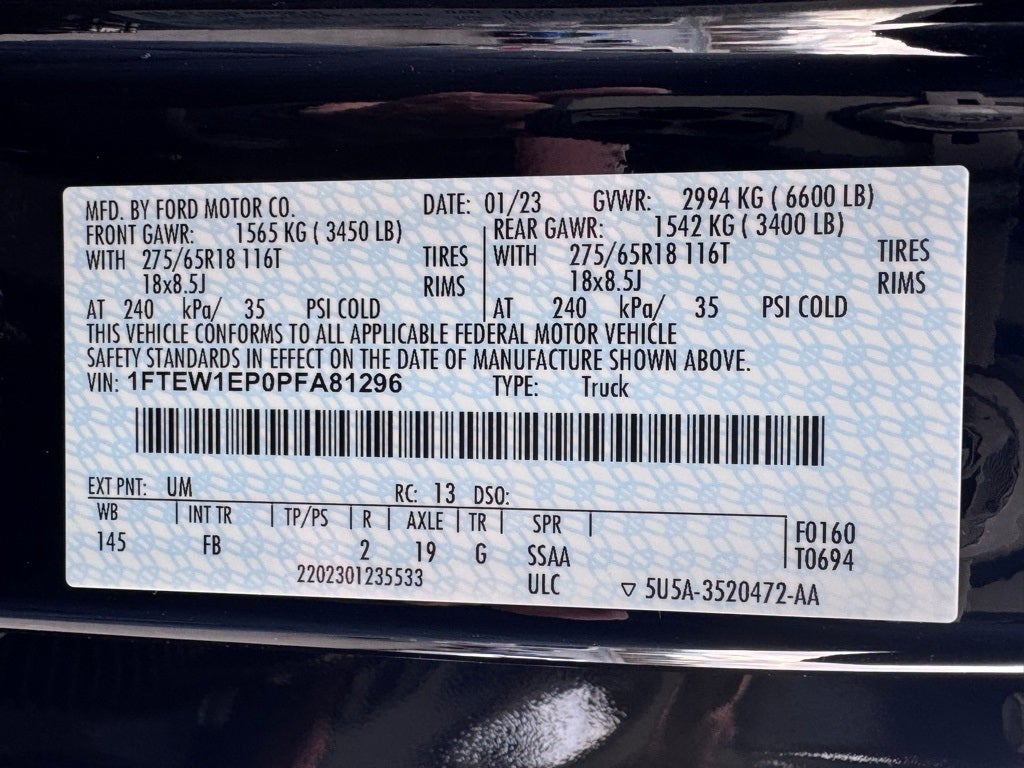 MFD. BY FORD MOTOR CO. DATE: 01/23 GVWR: 2994 KG ( 6600 LB)
FRONT GAWR: 1565 KG ( 3450 LB) REAR GAWR: 1542 KG ( 3400 LB)
WITH 275/65R18 116T TIRES WITH 275/65R18 116T TIRES
18x8.5J RIMS 18x8.5J RIMS
AT 240 kPa/ 35 PSI COLD AT 240 kPa/ 35 PSI COLD
THIS VEHICLE CONFORMS TO ALL APPLICABLE FEDERAL MOTOR VEHICLE
SAFETY STANDARDS IN EFFECT ON THE DATE OF MANUFACTURE SHOWN ABOVE.
VIN: 1FTEW1EP0PFA81296 TYPE: Truck
EXT PNT: UM RC: 13 DSO:
WB INT TR TP/PS R AXLE TR SPR F0160
145 FB 2 19 G SSAA T0694
2202301235533 ULC ▽ 5U5A-3520472-AA